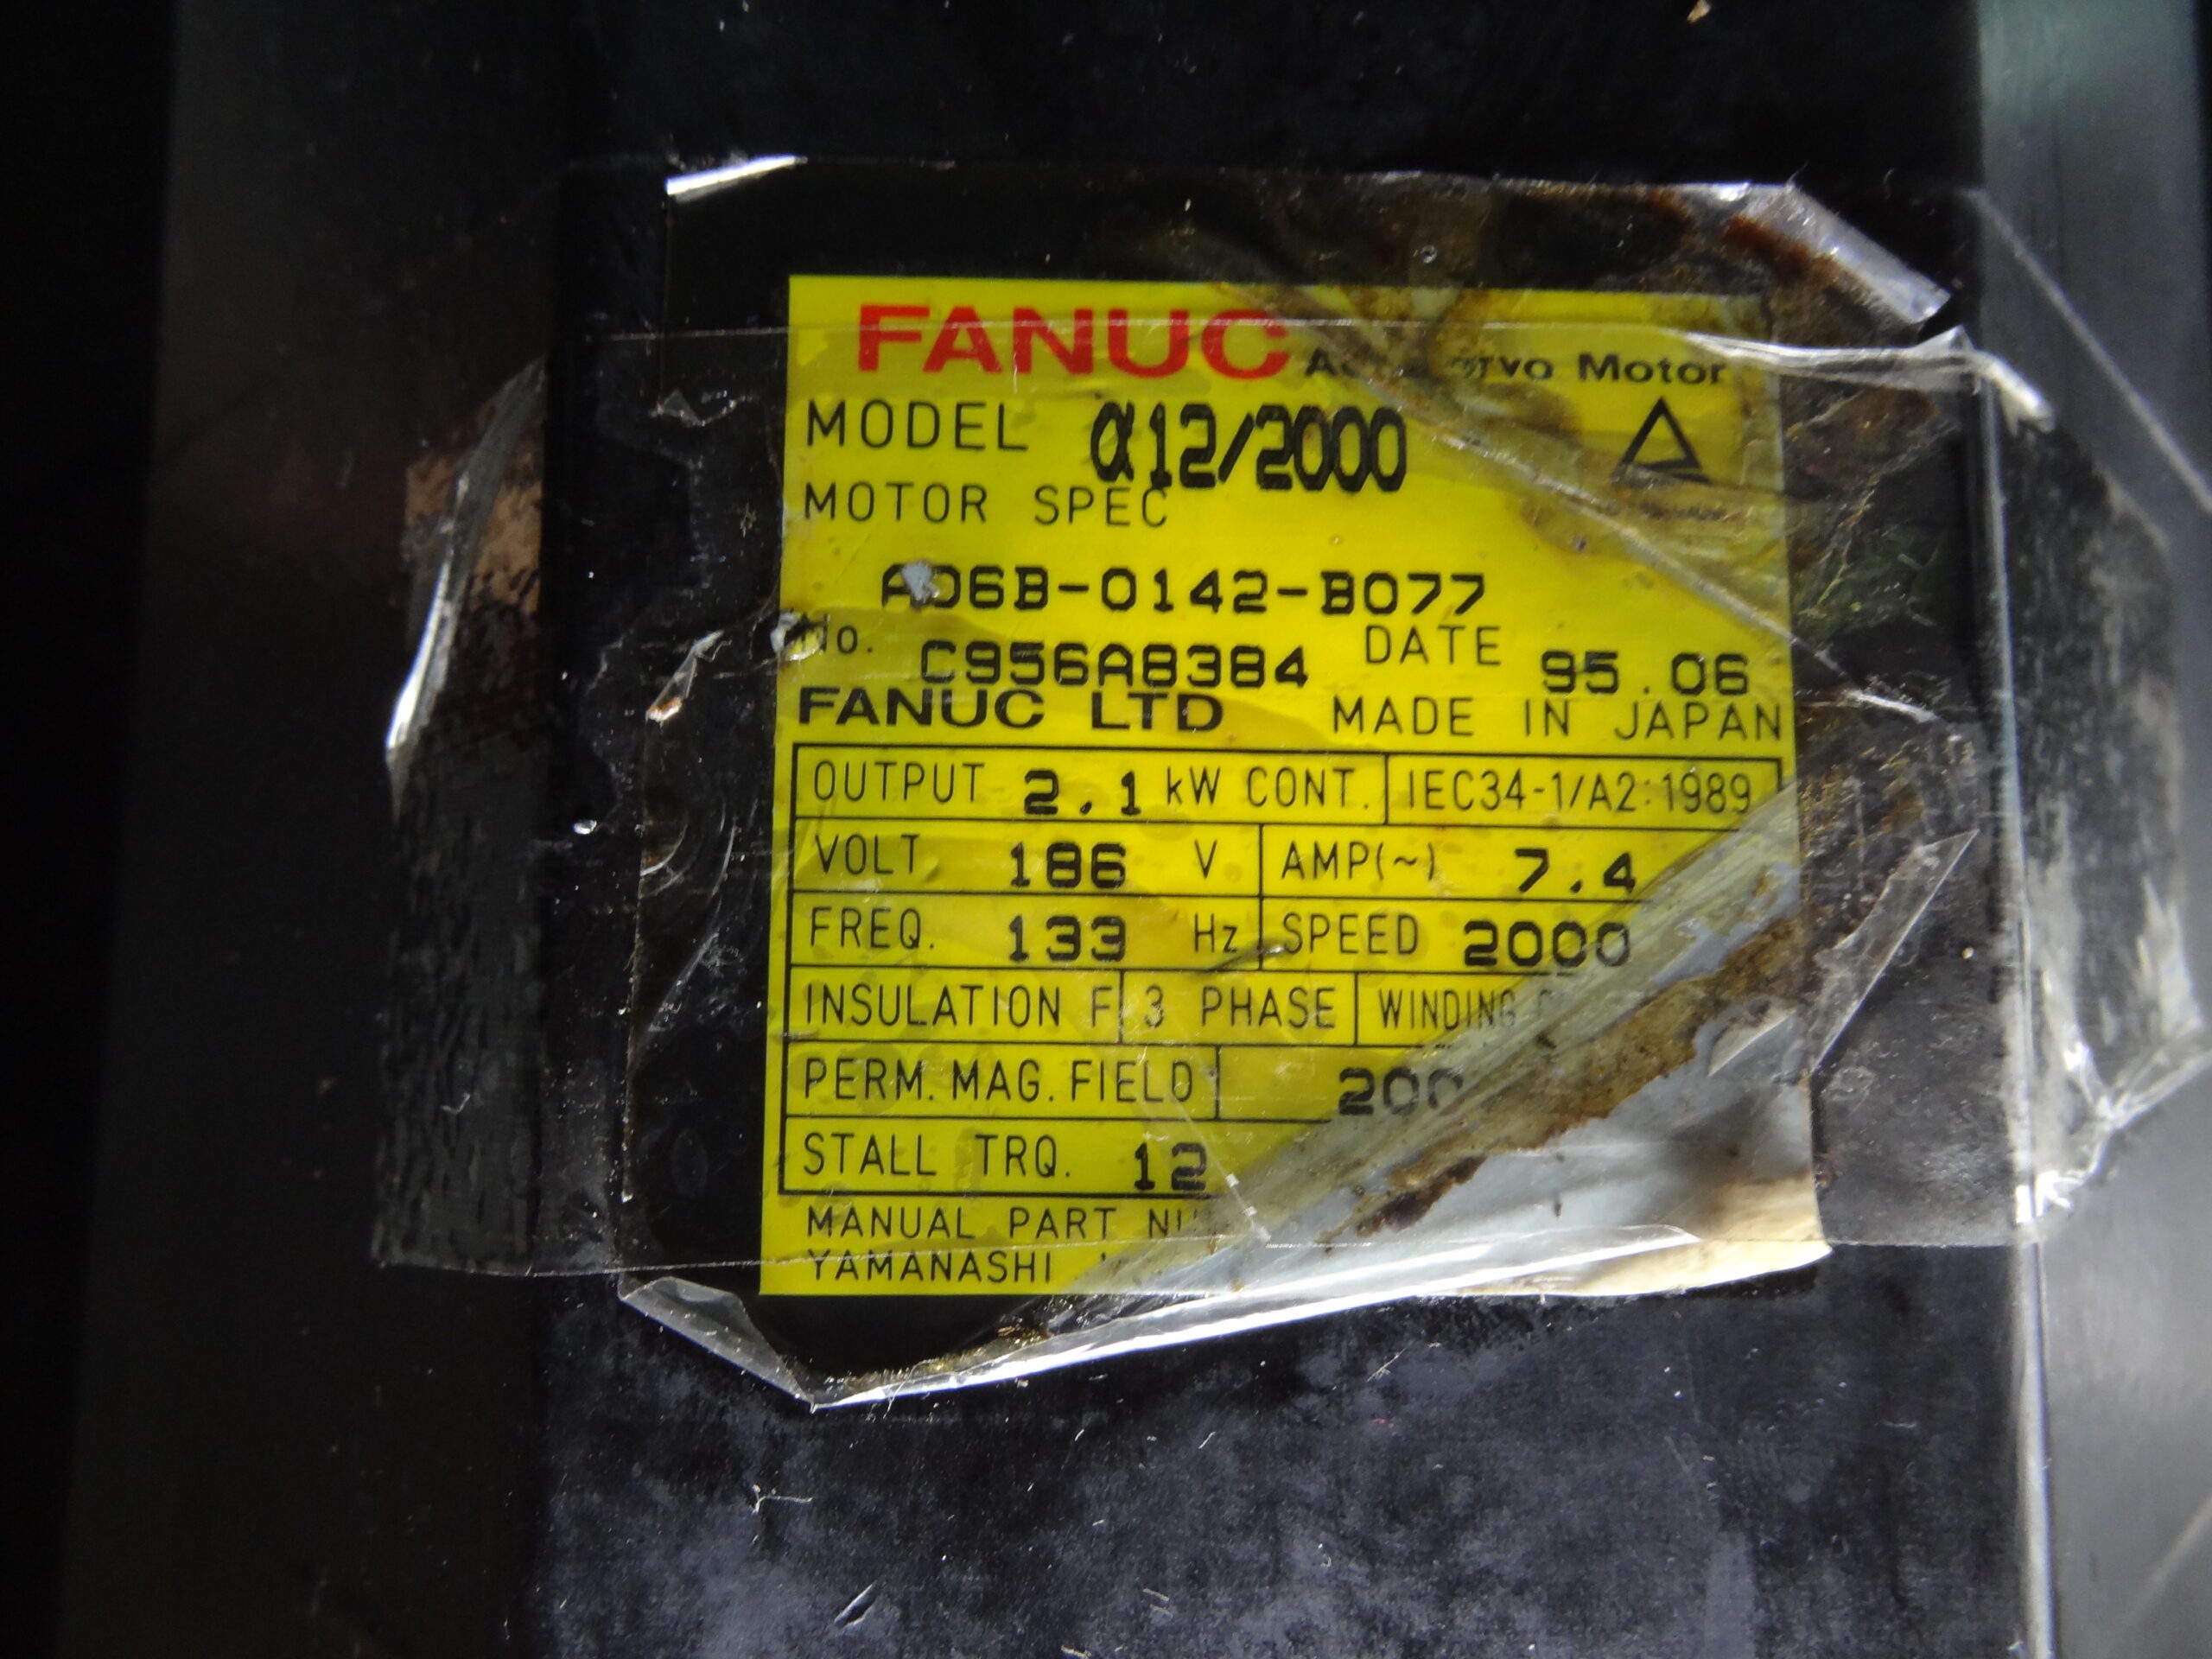 FANUC Motor
MODEL α12/2000
MOTOR SPEC
A06B-0142-B077
No. C956A8384 DATE 95.06
FANUC LTD MADE IN JAPAN
OUTPUT 2.1 kW CONT. IEC34-1/A2:1989
VOLT 186 V AMP(~) 7.4
FREQ. 133 Hz SPEED 2000
INSULATION F 3 PHASE WINDING
PERM. MAG. FIELD 200
STALL TRQ. 12
MANUAL PART
YAMANASHI